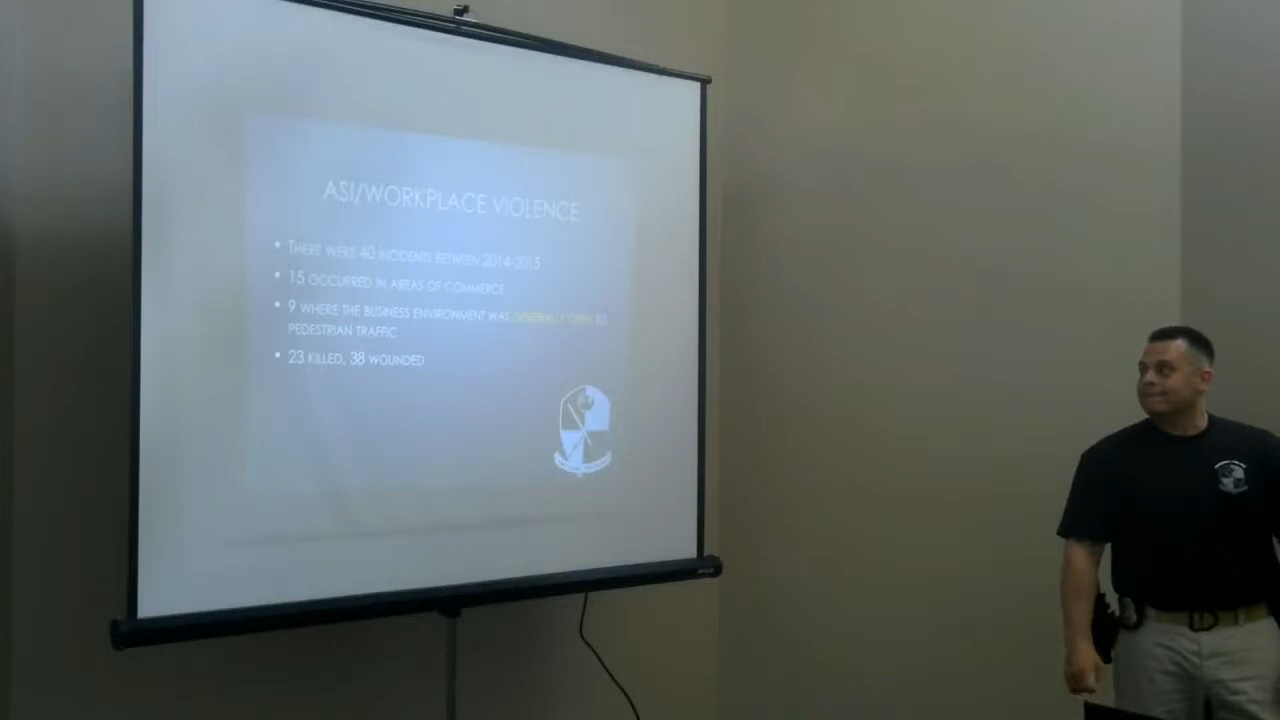 ASI/WORKPLACE VIOLENCE
• THERE WERE 40 INCIDENTS BETWEEN 2014-2015
• 15 OCCURRED IN AREAS OF COMMERCE
• 9 WHERE THE BUSINESS ENVIRONMENT WAS GENERALLY OPEN TO
PEDESTRIAN TRAFFIC
• 23 KILLED, 38 WOUNDED